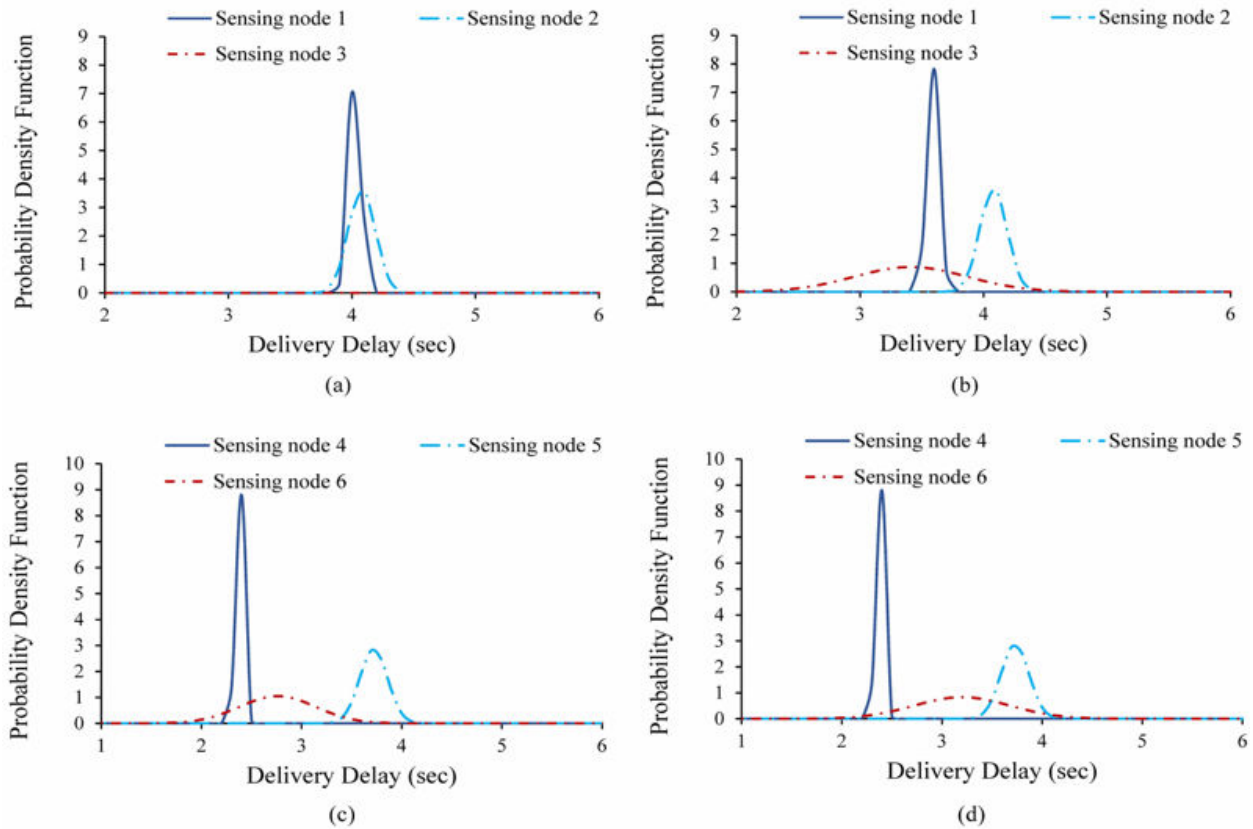 Sensing node 1 Sensing node 2
Sensing node 3
Probability Density Function
9
8
7
6
5
4
3
2
1
0
2 3 4 5 6
Delivery Delay (sec)
(a)
Sensing node 1 Sensing node 2
Sensing node 3
Probability Density Function
9
8
7
6
5
4
3
2
1
0
2 3 4 5 6
Delivery Delay (sec)
(b)
Sensing node 4 Sensing node 5
Sensing node 6
Probability Density Function
10
9
8
7
6
5
4
3
2
1
0
1 2 3 4 5 6
Delivery Delay (sec)
(c)
Sensing node 4 Sensing node 5
Sensing node 6
Probability Density Function
10
9
8
7
6
5
4
3
2
1
0
1 2 3 4 5 6
Delivery Delay (sec)
(d)